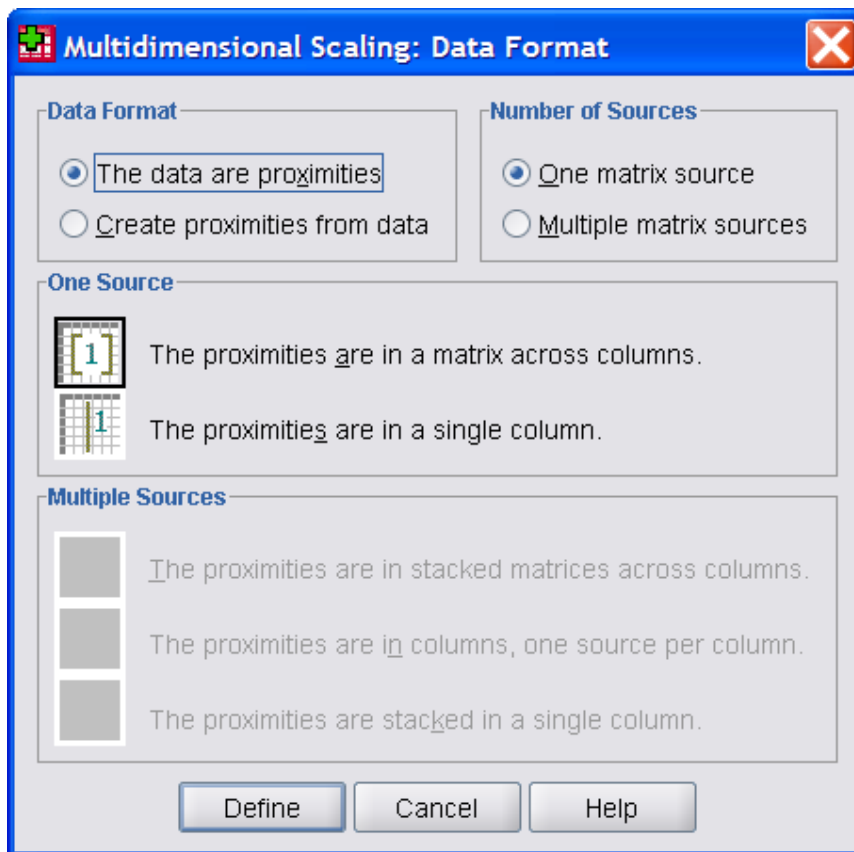 Multidimensional Scaling: Data Format
Data Format
The data are proximities
Create proximities from data
Number of Sources
One matrix source
Multiple matrix sources
One Source
1
The proximities are in a matrix across columns.
1
The proximities are in a single column.
Multiple Sources
The proximities are in stacked matrices across columns.
The proximities are in columns, one source per column.
The proximities are stacked in a single column.
Define
Cancel
Help